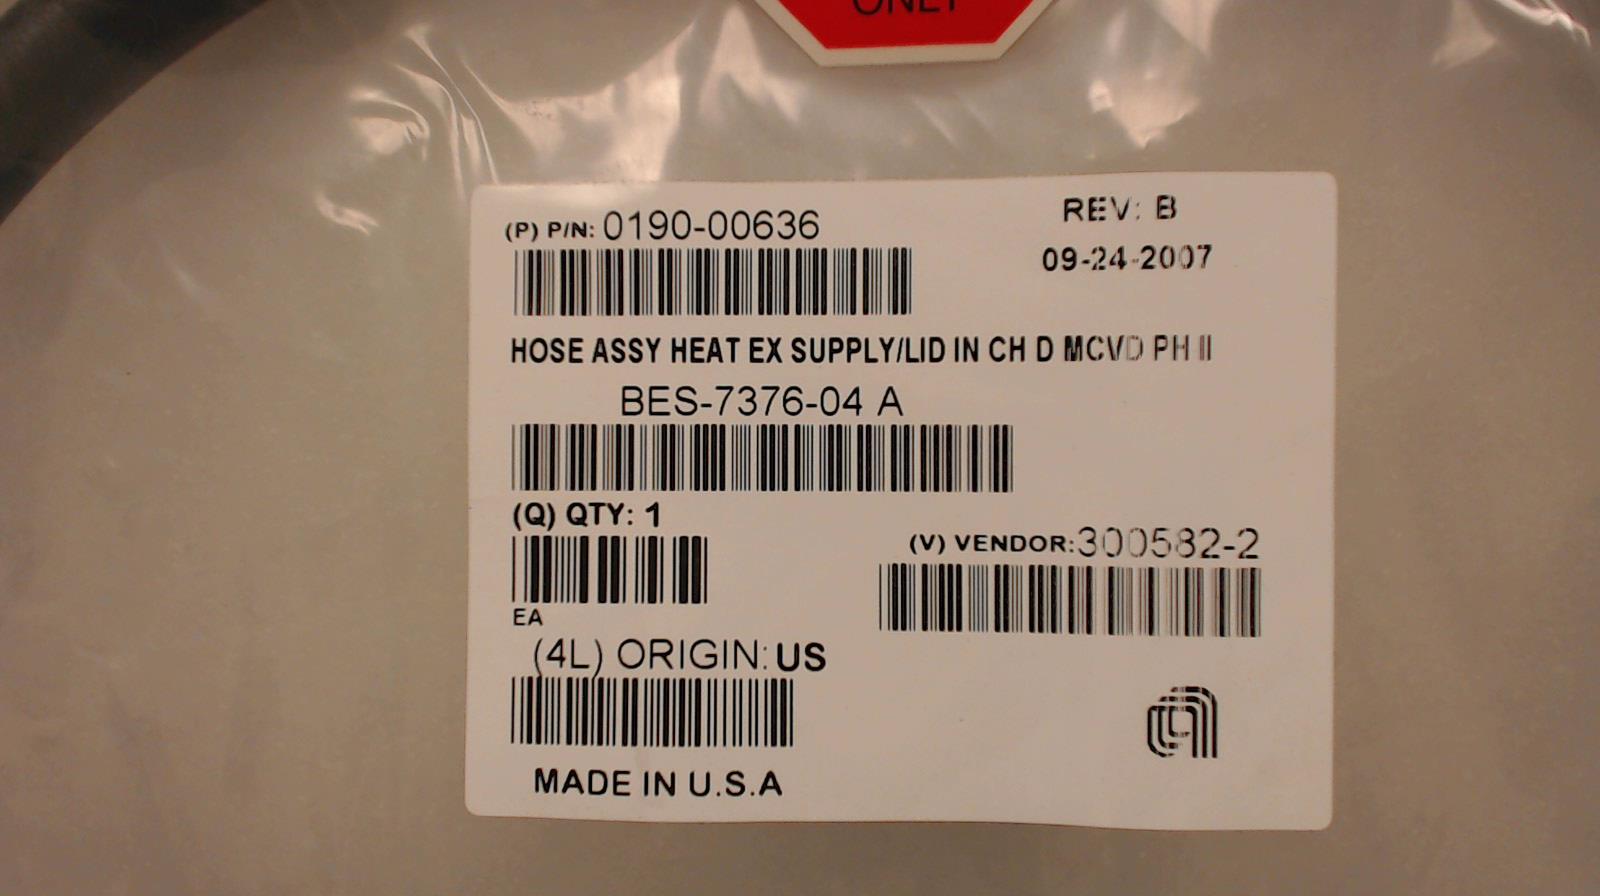 ONLY
(P) P/N: 0190-00636
REV: B
09-24-2007
HOSE ASSY HEAT EX SUPPLY/LID IN CH D MCVD PH II
BES-7376-04 A
(Q) QTY: 1
(V) VENDOR:300582-2
EA
(4L) ORIGIN: US
MADE IN U.S.A